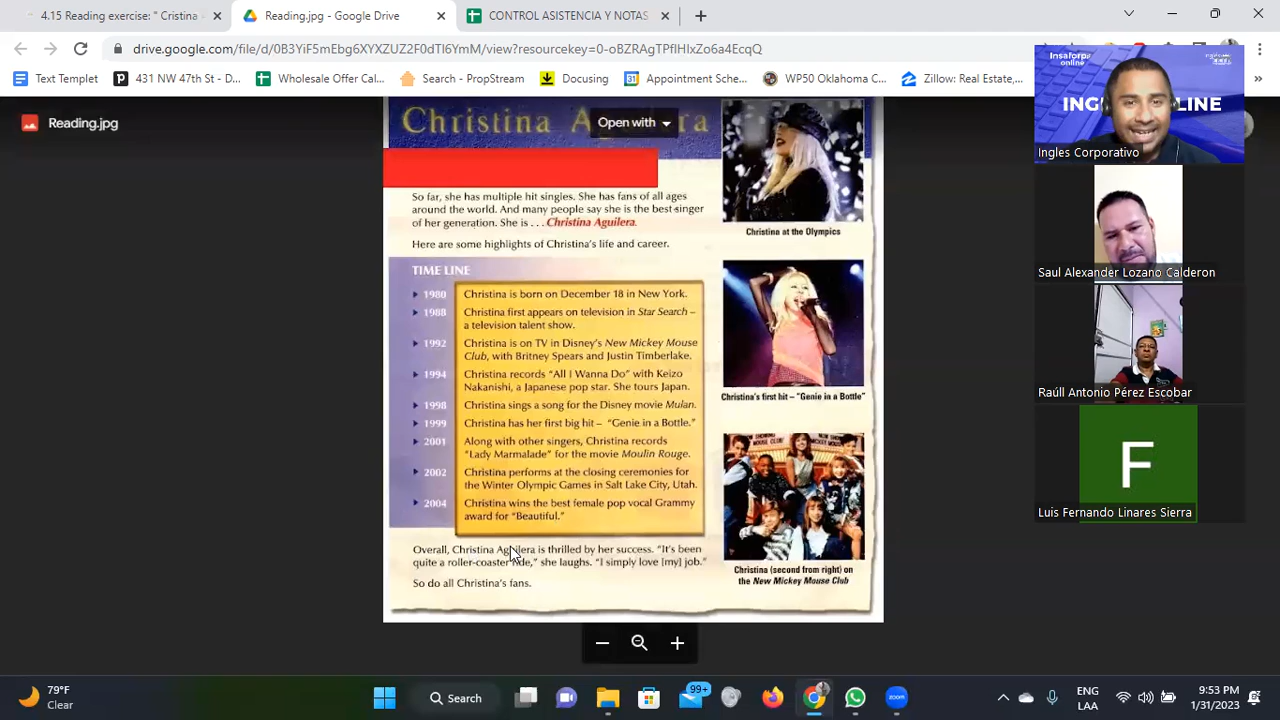 4.15 Reading exercise: " Cristina
Reading.jpg - Google Drive
CONTROL ASISTENCIA Y NOTAS
drive.google.com/file/d/0B3YiF5mEbg6XYXZUZ2F0dTl6YmM/view?resourcekey=0-oBZRAgTPflHIxZo6a4EcqQ
Text Templet
431 NW 47th St - D...
Wholesale Offer Cal...
Search - PropStream
Docusing
Appointment Sche...
WP50 Oklahoma C...
Zillow: Real Estate,...
Reading.jpg
Open with
Christina
So far, she has multiple hit singles. She has fans of all ages
around the world. And many people say she is the best singer
of her generation. She is . . . Christina Aguilera.
Here are some highlights of Christina's life and career.
TIME LINE
1980 Christina is born on December 18 in New York.
1988 Christina first appears on television in Star Search –
a television talent show.
1992 Christina is on TV in Disney's New Mickey Mouse
Club, with Britney Spears and Justin Timberlake.
1994 Christina records "All I Wanna Do" with Keizo
Nakanishi, a Japanese pop star. She tours Japan.
1998 Christina sings a song for the Disney movie Mulan.
1999 Christina has her first big hit – "Genie in a Bottle."
2001 Along with other singers, Christina records
"Lady Marmalade" for the movie Moulin Rouge.
2002 Christina performs at the closing ceremonies for
the Winter Olympic Games in Salt Lake City, Utah.
2004 Christina wins the best female pop vocal Grammy
award for "Beautiful."
Overall, Christina Aguilera is thrilled by her success. "It's been
quite a roller-coaster ride," she laughs. "I simply love [my] job."
So do all Christina's fans.
Christina at the Olympics
Christina's first hit – "Genie in a Bottle"
Christina (second from right) on
the New Mickey Mouse Club
Insaforp
online
ING LINE
Ingles Corporativo
Saul Alexander Lozano Calderon
Raúll Antonio Pérez Escobar
F
Luis Fernando Linares Sierra
79°F
Clear
Search
99+
ENG
LAA
9:53 PM
1/31/2023